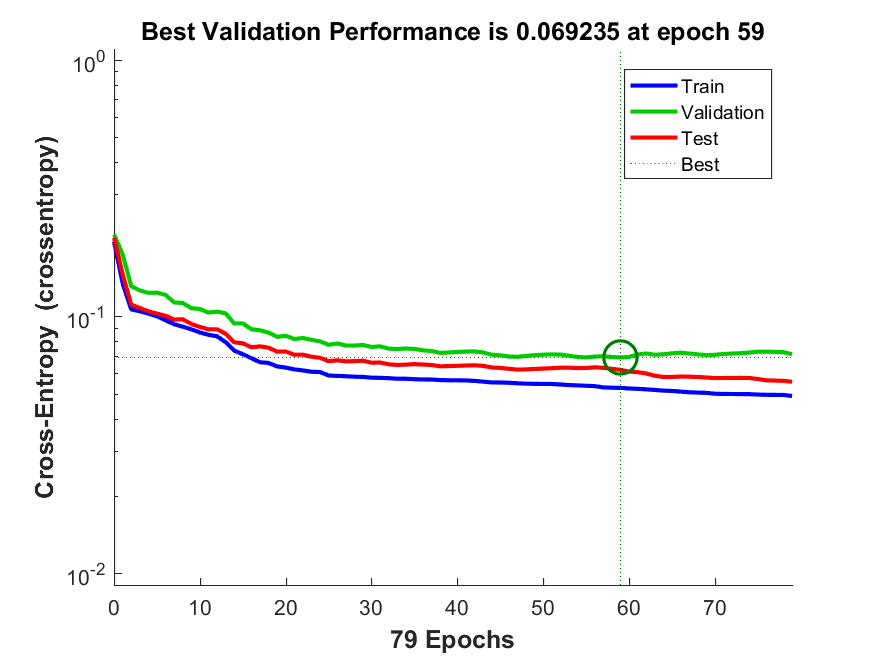 Best Validation Performance is 0.069235 at epoch 59
Cross-Entropy (crossentropy)
10^0
10^-1
10^-2
Train
Validation
Test
Best
0 10 20 30 40 50 60 70
79 Epochs